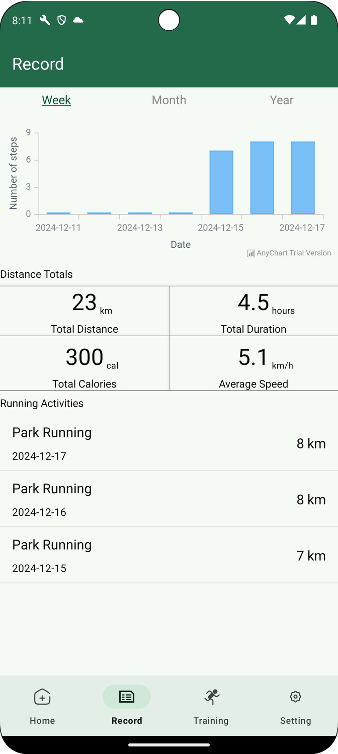 8:11
Record
Week Month Year
Number of steps
9
6
3
0
2024-12-11 2024-12-13 2024-12-15 2024-12-17
Date
AnyChart Trial Version
Distance Totals
23 km 4.5 hours
Total Distance Total Duration
300 cal 5.1 km/h
Total Calories Average Speed
Running Activities
Park Running
8 km
2024-12-17
Park Running
8 km
2024-12-16
Park Running
7 km
2024-12-15
Home Record Training Setting